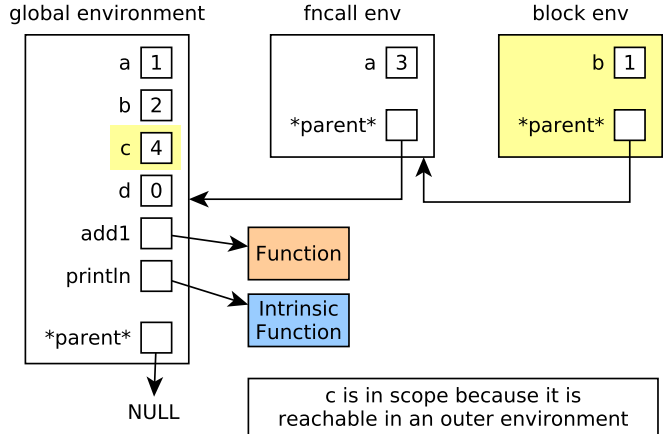 global environment
fncall env
block env
a 1
b 2
c 4
d 0
add1
println
*parent*
NULL
a 3
*parent*
b 1
*parent*
Function
Intrinsic
Function
c is in scope because it is
reachable in an outer environment